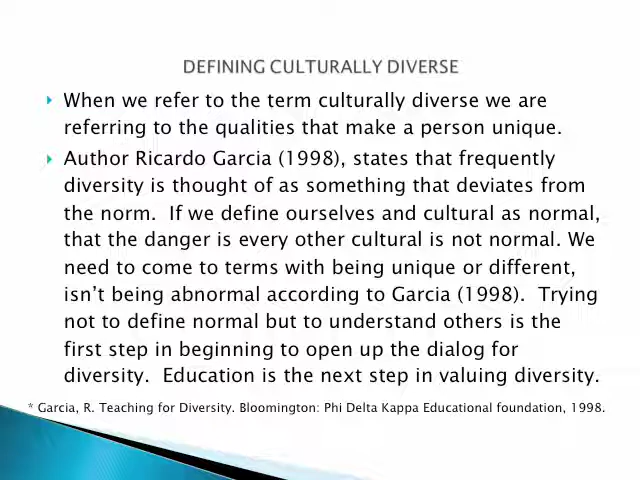 DEFINING CULTURALLY DIVERSE
When we refer to the term culturally diverse we are
referring to the qualities that make a person unique.
Author Ricardo Garcia (1998), states that frequently
diversity is thought of as something that deviates from
the norm.  If we define ourselves and cultural as normal,
that the danger is every other cultural is not normal. We
need to come to terms with being unique or different,
isn’t being abnormal according to Garcia (1998).  Trying
not to define normal but to understand others is the
first step in beginning to open up the dialog for
diversity.  Education is the next step in valuing diversity.
* Garcia, R. Teaching for Diversity. Bloomington: Phi Delta Kappa Educational foundation, 1998.